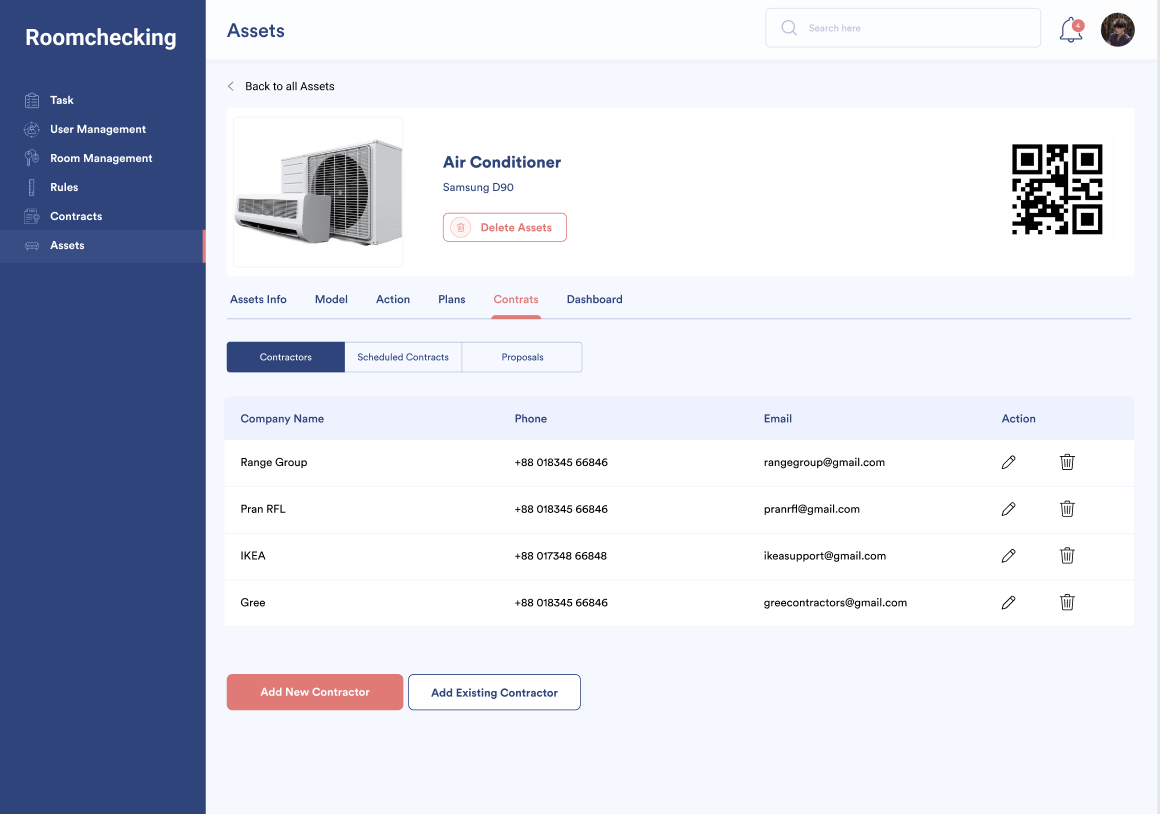 Roomchecking
Task
User Management
Room Management
Rules
Contracts
Assets
Assets
Search here
4
Back to all Assets
Air Conditioner
Samsung D90
Delete Assets
Assets Info Model Action Plans Contrats Dashboard
Contractors Scheduled Contracts Proposals
Company Name Phone Email Action
Range Group +88 018345 66846 rangegroup@gmail.com
Pran RFL +88 018345 66846 pranrfl@gmail.com
IKEA +88 017348 66848 ikeasupport@gmail.com
Gree +88 018345 66846 greecontractors@gmail.com
Add New Contractor Add Existing Contractor